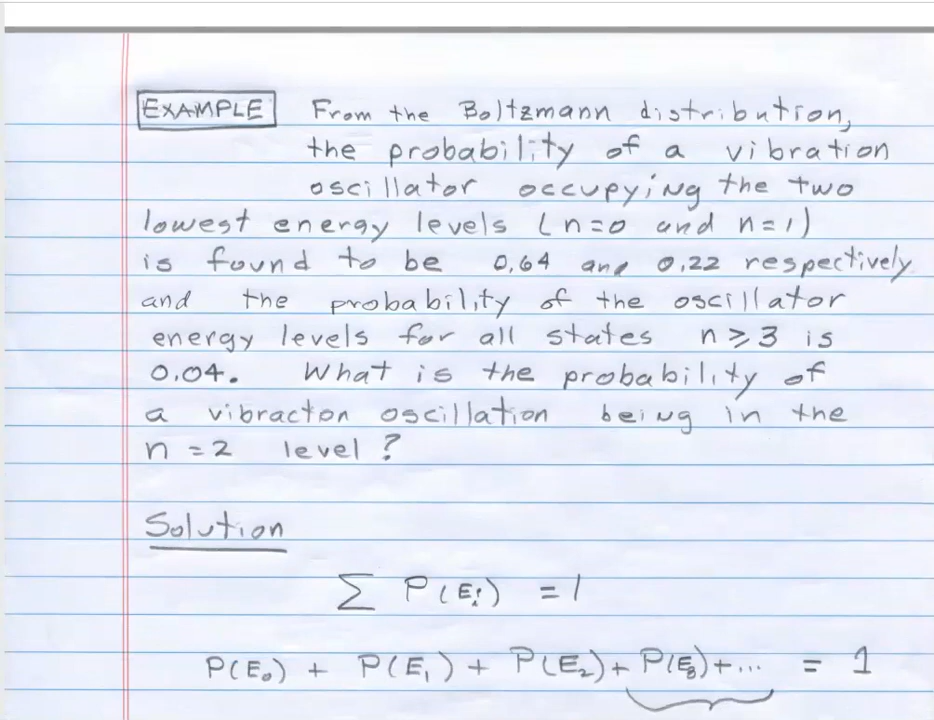 EXAMPLE From the Boltzmann distribution,
the probability of a vibration
oscillator occupying the two
lowest energy levels (n=0 and n=1)
is found to be 0.64 and 0.22 respectively
and the probability of the oscillator
energy levels for all states n ⩾ 3 is
0.04. What is the probability of
a vibracton oscillation being in the
n = 2 level ?
Solution
∑ P(Eᵢ) = 1
P(E₀) + P(E₁) + P(E₂) + P(E₃) + ... = 1